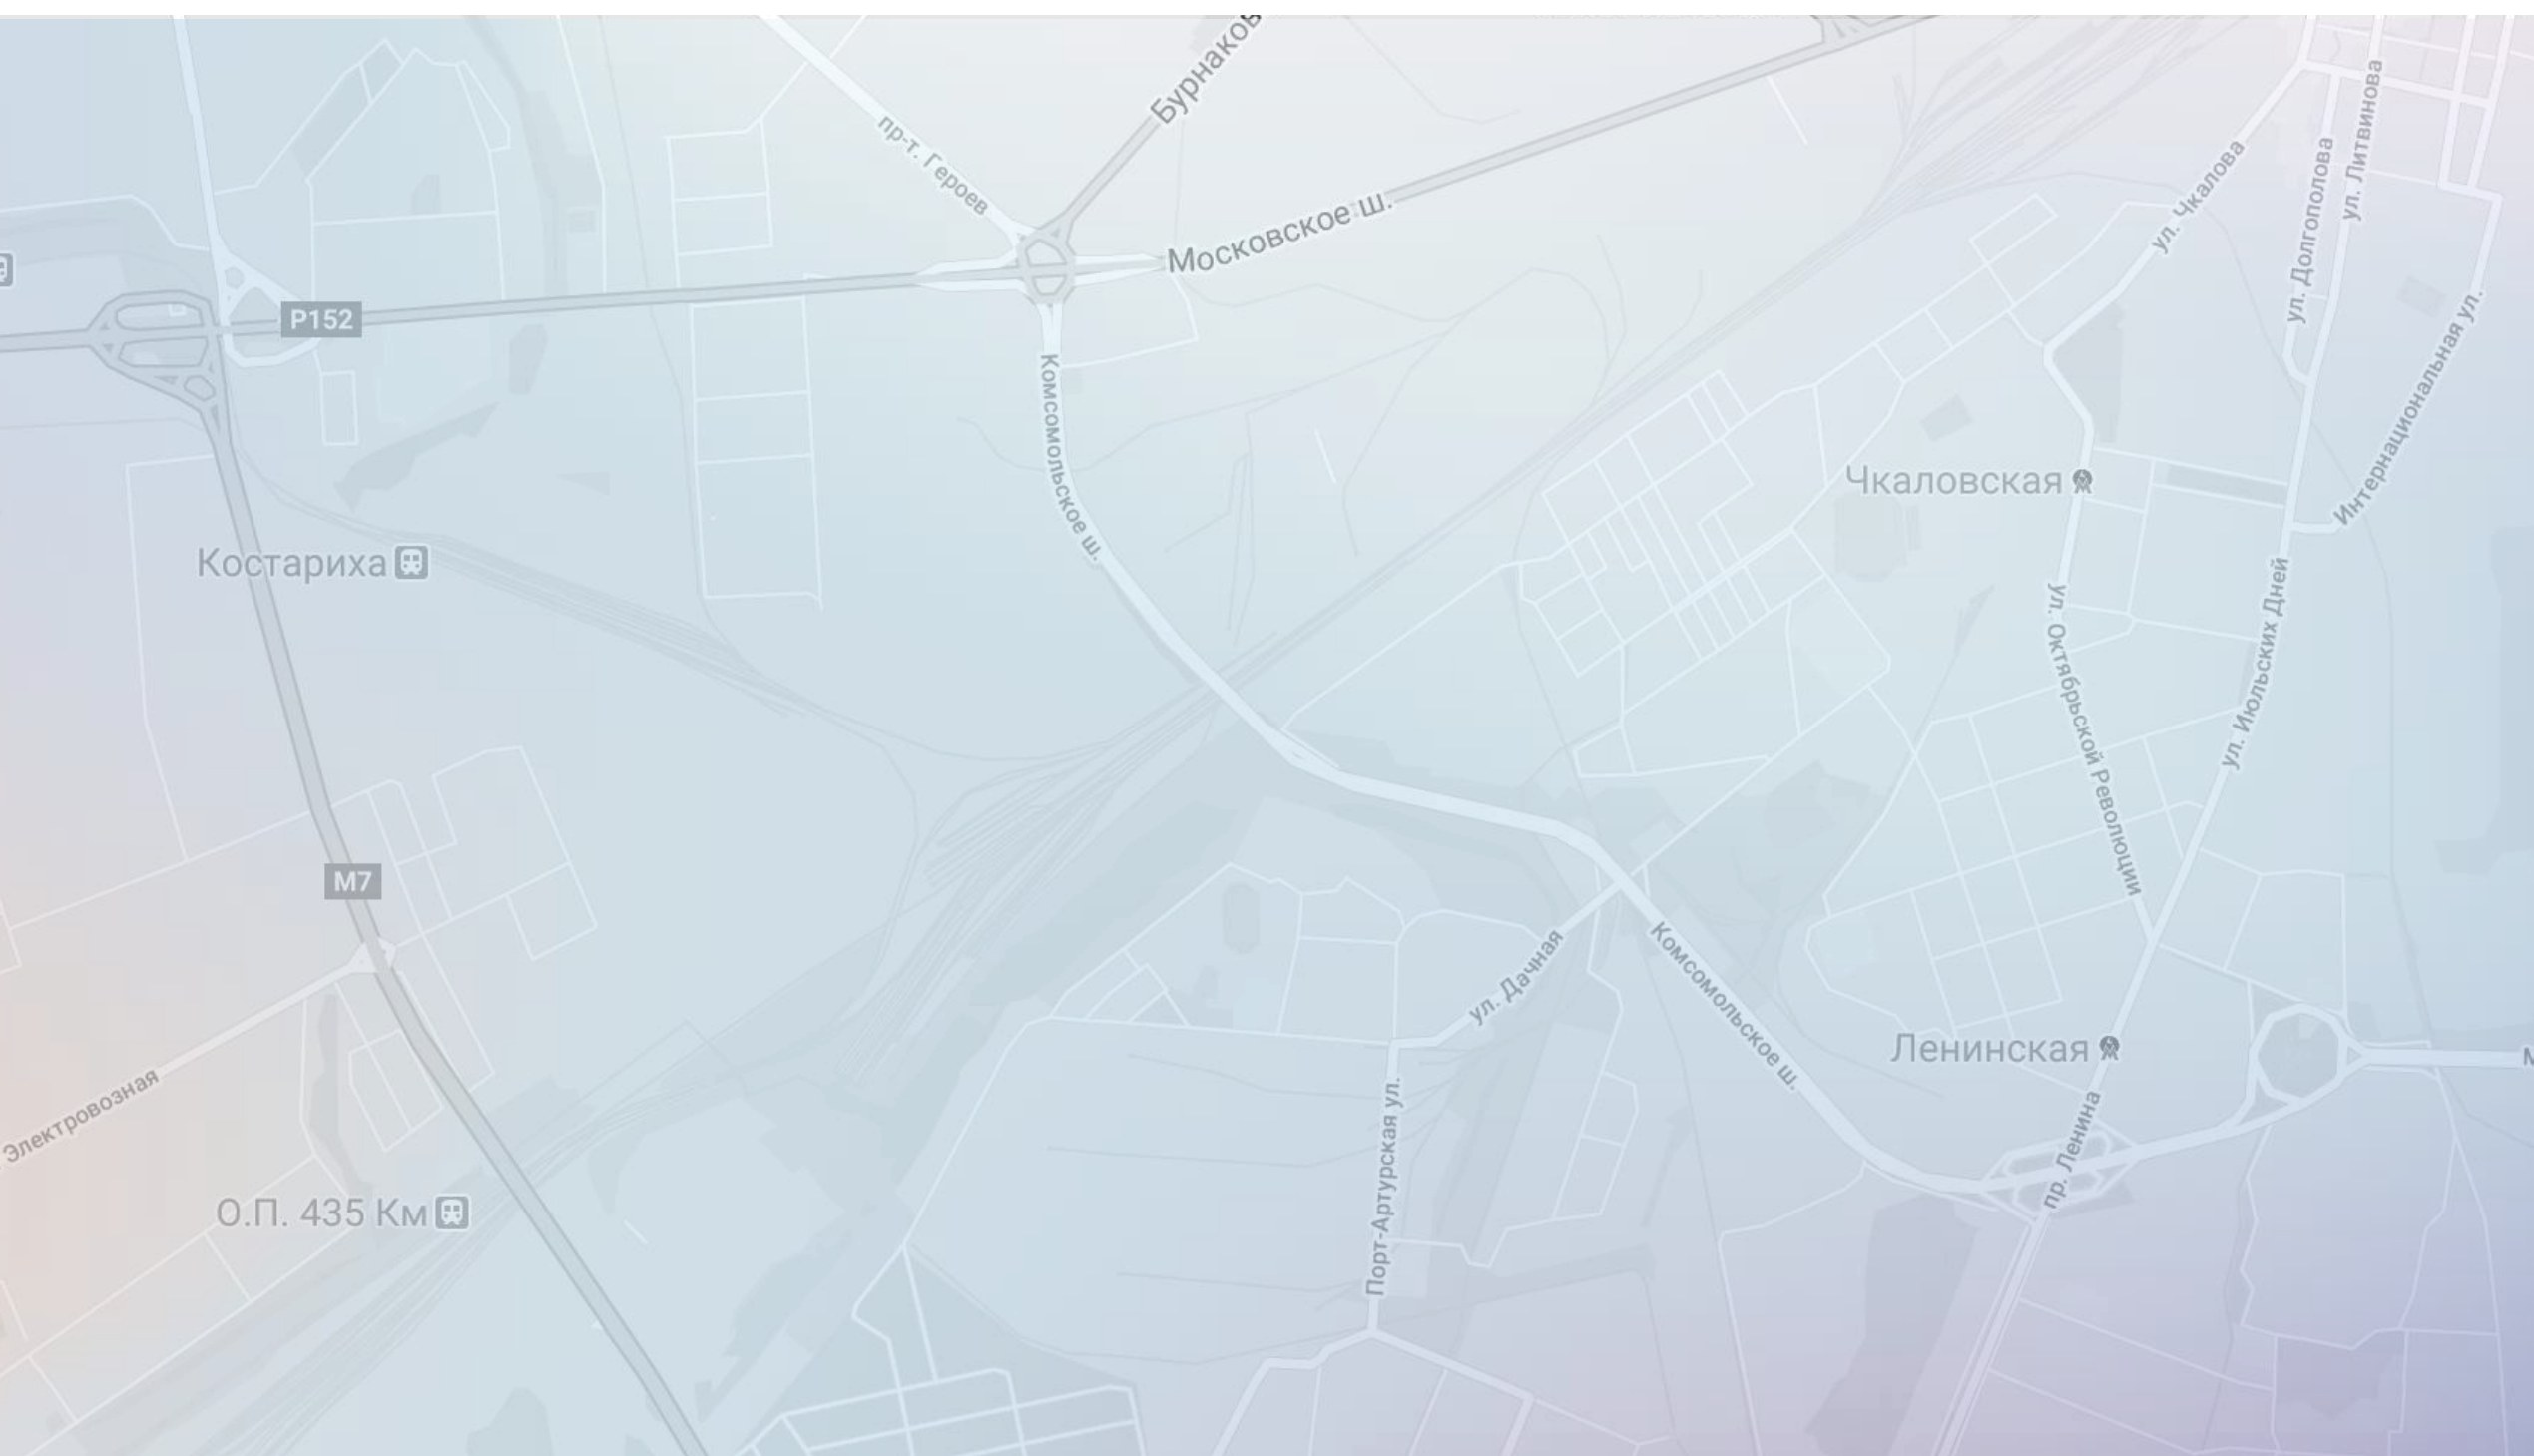 Бурнаков
пр-т. Героев
Московское ш.
ул. Чкалова
ул. Долгополова
ул. Литвинова
Р152
Интернациональная ул.
Комсомольское ш.
Чкаловская
Костариха
ул. Октябрьской Революции
ул. Июльских Дней
М7
ул. Дачная
Комсомольское ш.
Ленинская
Электровозная
Порт-Артурская ул.
пр. Ленина
О.П. 435 Км